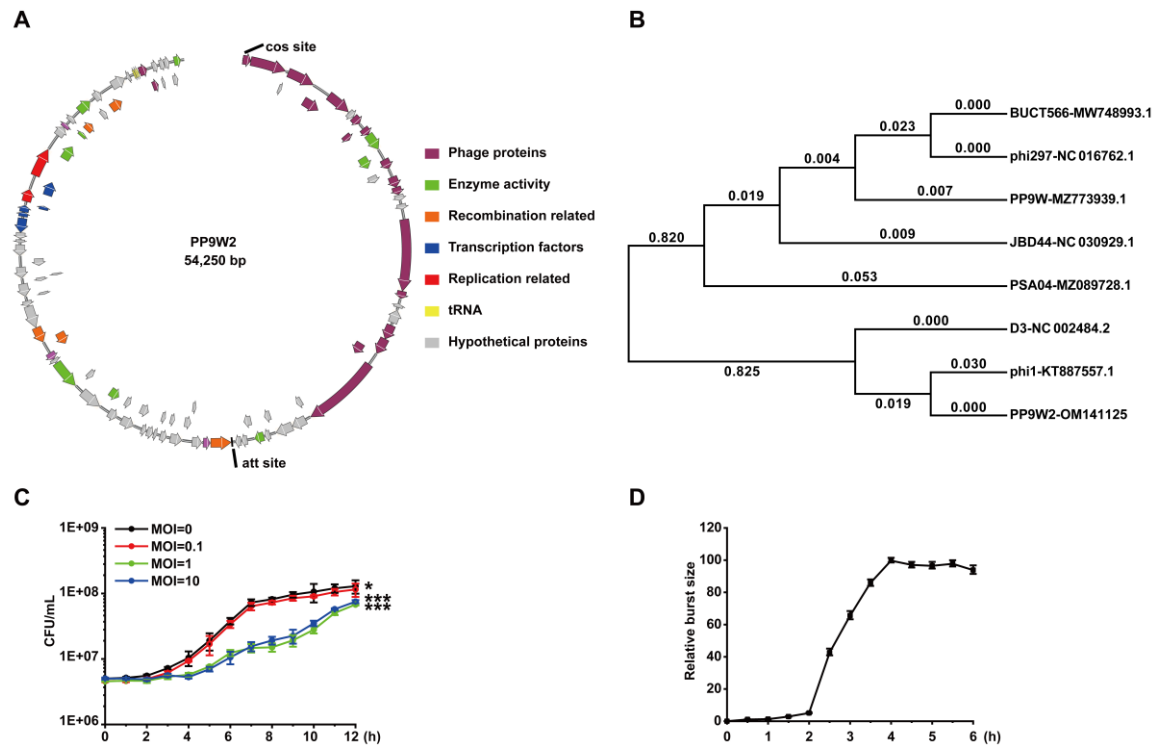 A
cos site
PP9W2
54,250 bp
att site
Phage proteins
Enzyme activity
Recombination related
Transcription factors
Replication related
tRNA
Hypothetical proteins
B
0.000
BUCT566-MW748993.1
0.023
0.000
phi297-NC 016762.1
0.004
0.007
PP9W-MZ773939.1
0.019
0.009
JBD44-NC 030929.1
0.820
0.053
PSA04-MZ089728.1
0.000
D3-NC 002484.2
0.825
0.030
phi1-KT887557.1
0.019
0.000
PP9W2-OM141125
C
1E+09
1E+08
1E+07
1E+06
CFU/mL
MOI=0
MOI=0.1
MOI=1
MOI=10
*
***
***
0 2 4 6 8 10 12 (h)
D
120
100
80
60
40
20
0
Relative burst size
0 1 2 3 4 5 6 (h)